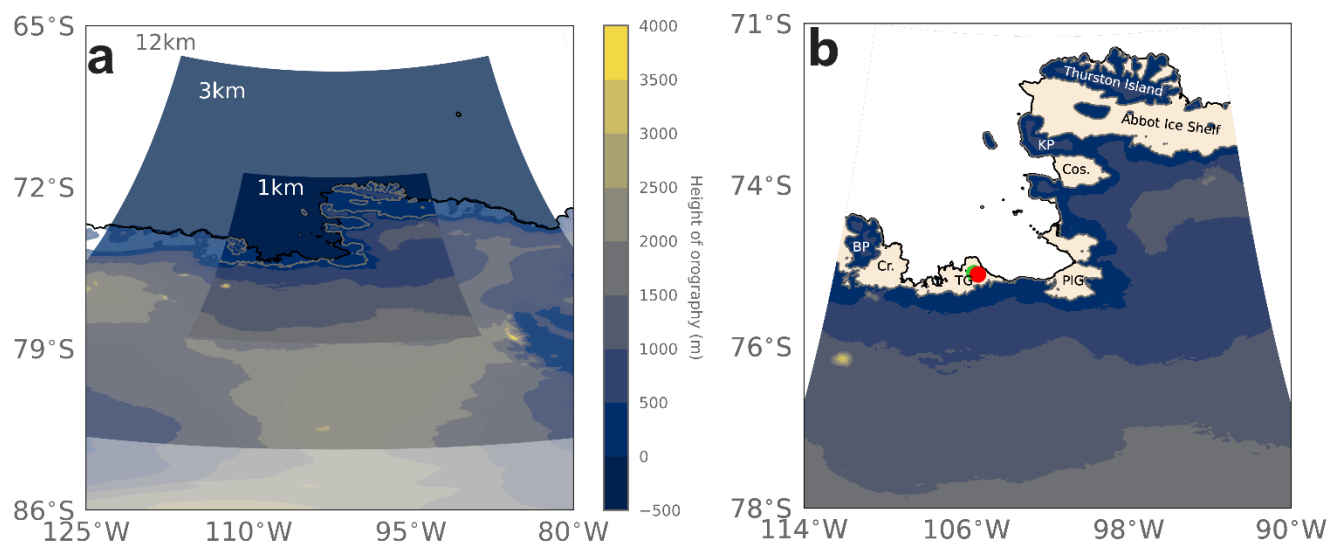 a
12km
3km
1km
65°S
72°S
79°S
86°S
125°W
110°W
95°W
80°W
4000
3500
3000
2500
2000
1500
1000
500
0
−500
Height of orography (m)
b
Thurston Island
Abbot Ice Shelf
KP
Cos.
BP
Cr.
TG
PIG
71°S
74°S
76°S
78°S
114°W
106°W
98°W
90°W